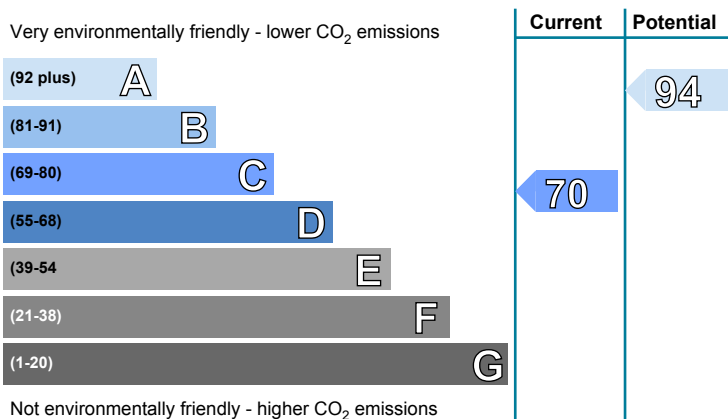 Current Potential
Very environmentally friendly - lower CO2 emissions
(92 plus) A
94
(81-91) B
(69-80) C
70
(55-68) D
(39-54 E
(21-38) F
(1-20) G
Not environmentally friendly - higher CO2 emissions